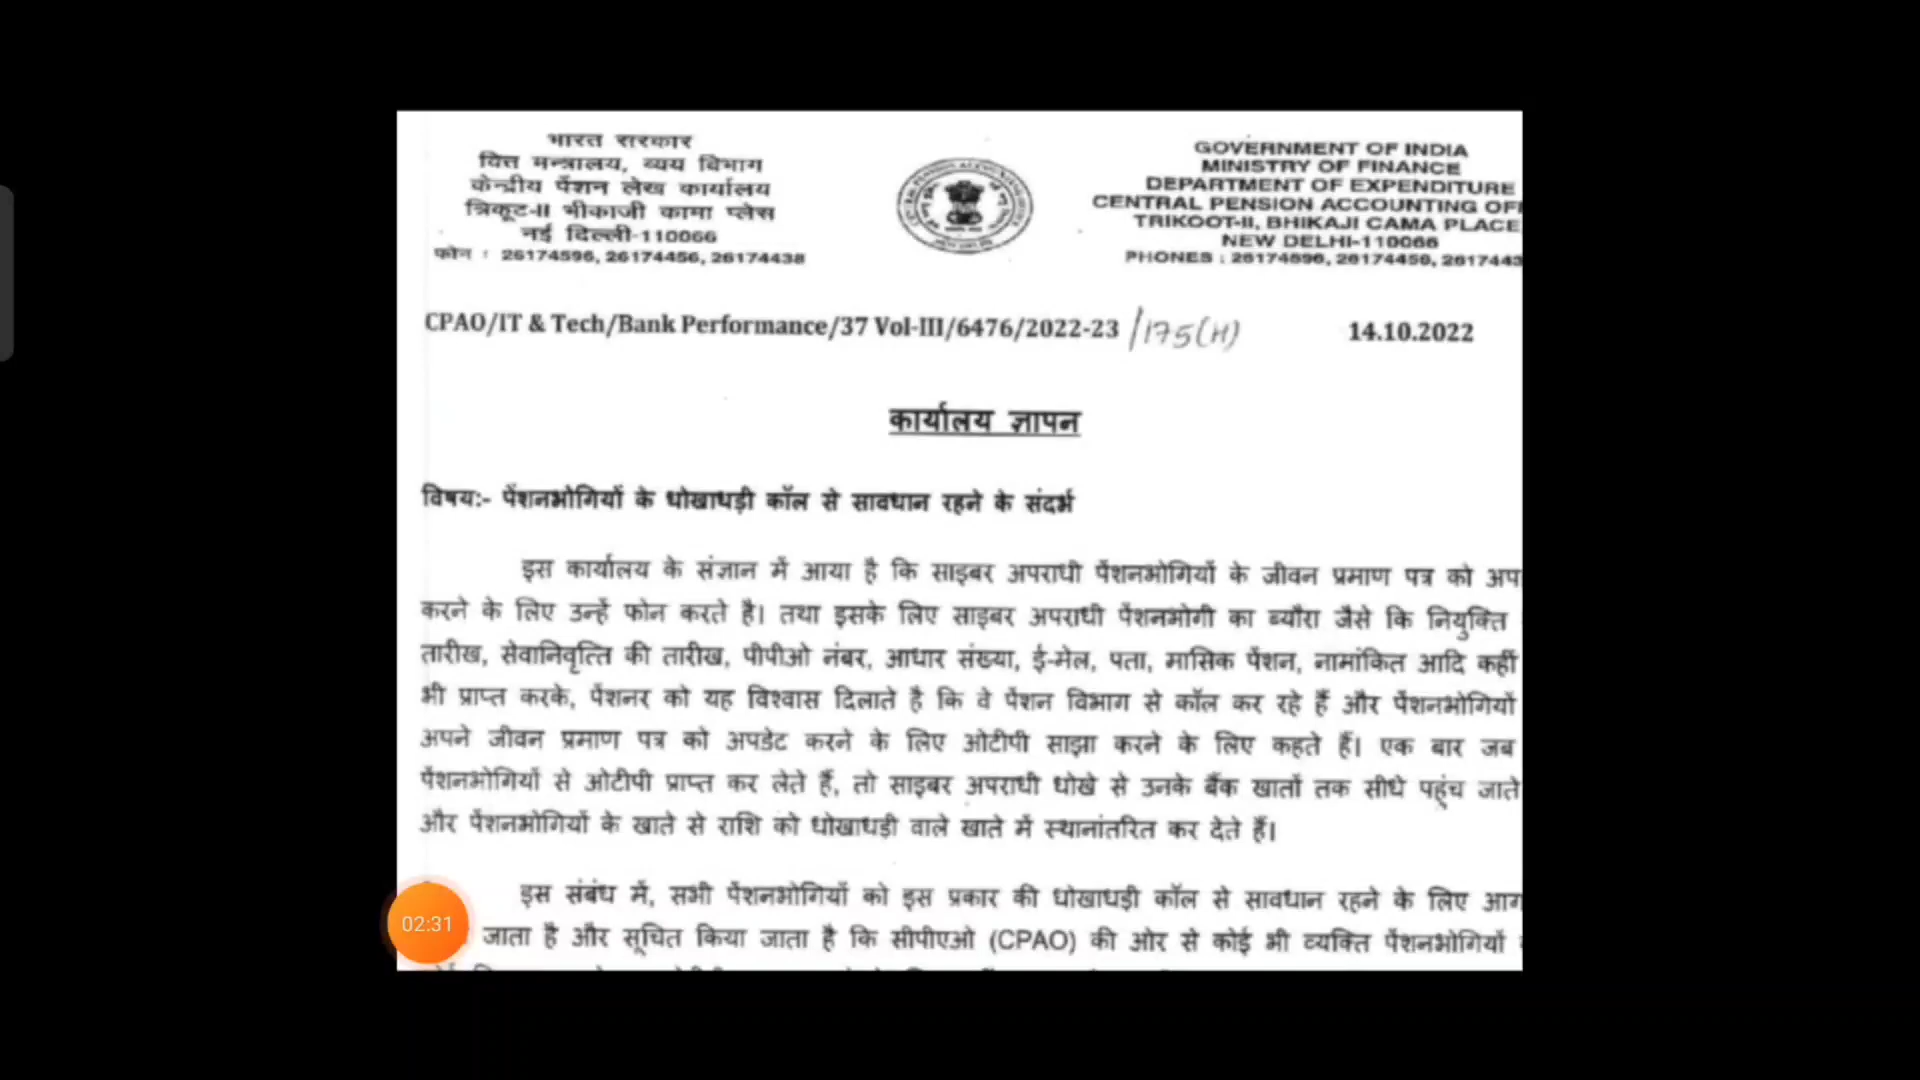 भारत सरकार
वित्त मन्त्रालय, व्यय विभाग
केन्द्रीय पेंशन लेखा कार्यालय
त्रिकूट-II भीकाजी कामा प्लेस
नई दिल्ली-110066
फोन : 26174596, 26174456, 26174438
GOVERNMENT OF INDIA
MINISTRY OF FINANCE
DEPARTMENT OF EXPENDITURE
CENTRAL PENSION ACCOUNTING OFF
TRIKOOT-II, BHIKAJI CAMA PLACE
NEW DELHI-110066
PHONES : 26174596, 26174456, 2617443
CPAO/IT & Tech/Bank Performance/37 Vol-III/6476/2022-23 /175(H) 14.10.2022
कार्यालय ज्ञापन
विषय:- पेंशनभोगियों के धोखाधड़ी कॉल से सावधान रहने के संदर्भ
इस कार्यालय के संज्ञान में आया है कि साइबर अपराधी पेंशनभोगियों के जीवन प्रमाण पत्र को अप
करने के लिए उन्हें फोन करते है। तथा इसके लिए साइबर अपराधी पेंशनभोगी का ब्यौरा जैसे कि नियुक्ति
तारीख, सेवानिवृत्ति की तारीख, पीपीओ नंबर, आधार संख्या, ई-मेल, पता, मासिक पेंशन, नामांकित आदि कहीं
भी प्राप्त करके, पेंशनर को यह विश्वास दिलाते है कि वे पेंशन विभाग से कॉल कर रहे हैं और पेंशनभोगियों
अपने जीवन प्रमाण पत्र को अपडेट करने के लिए ओटीपी साझा करने के लिए कहते हैं। एक बार जब
पेंशनभोगियों से ओटीपी प्राप्त कर लेते हैं, तो साइबर अपराधी धोखे से उनके बैंक खातों तक सीधे पहुंच जाते
और पेंशनभोगियों के खाते से राशि को धोखाधड़ी वाले खाते में स्थानांतरित कर देते हैं।
इस संबंध में, सभी पेंशनभोगियों को इस प्रकार की धोखाधड़ी कॉल से सावधान रहने के लिए आग
जाता है और सूचित किया जाता है कि सीपीएओ (CPAO) की ओर से कोई भी व्यक्ति पेंशनभोगियों
02:31